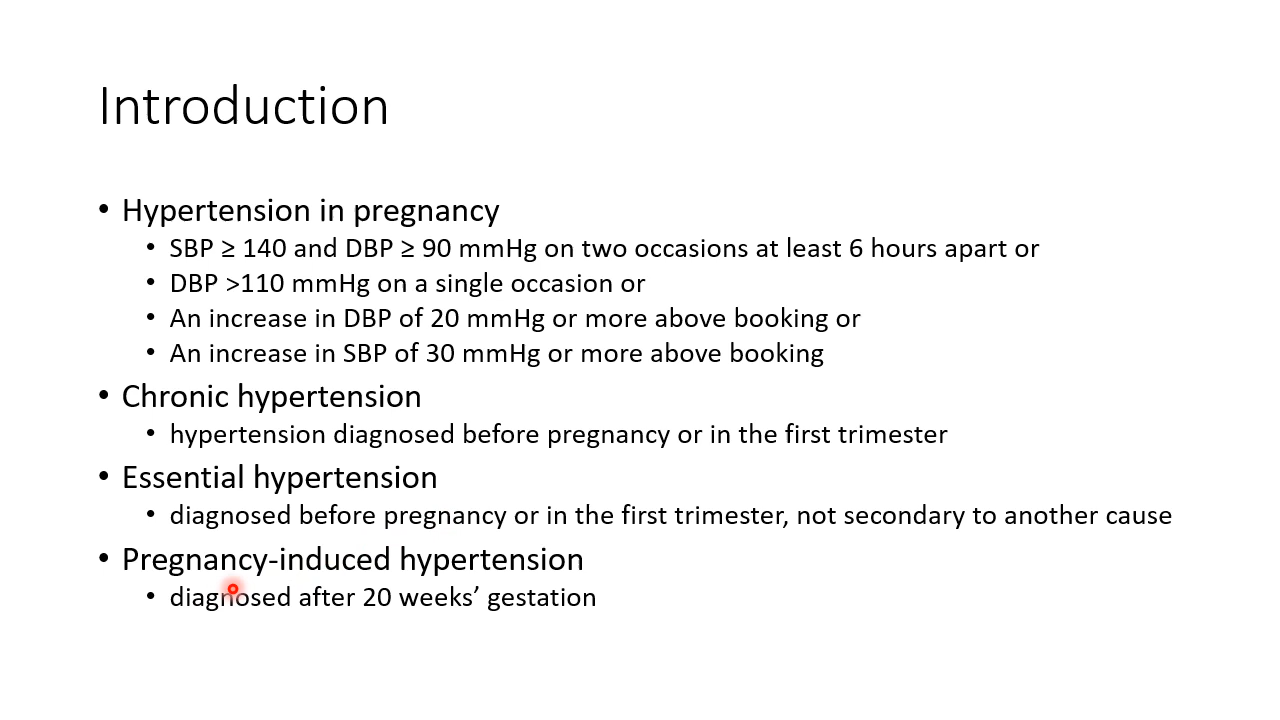 Introduction
• Hypertension in pregnancy
• SBP ≥ 140 and DBP ≥ 90 mmHg on two occasions at least 6 hours apart or
• DBP >110 mmHg on a single occasion or
• An increase in DBP of 20 mmHg or more above booking or
• An increase in SBP of 30 mmHg or more above booking
• Chronic hypertension
• hypertension diagnosed before pregnancy or in the first trimester
• Essential hypertension
• diagnosed before pregnancy or in the first trimester, not secondary to another cause
• Pregnancy-induced hypertension
• diagnosed after 20 weeks’ gestation